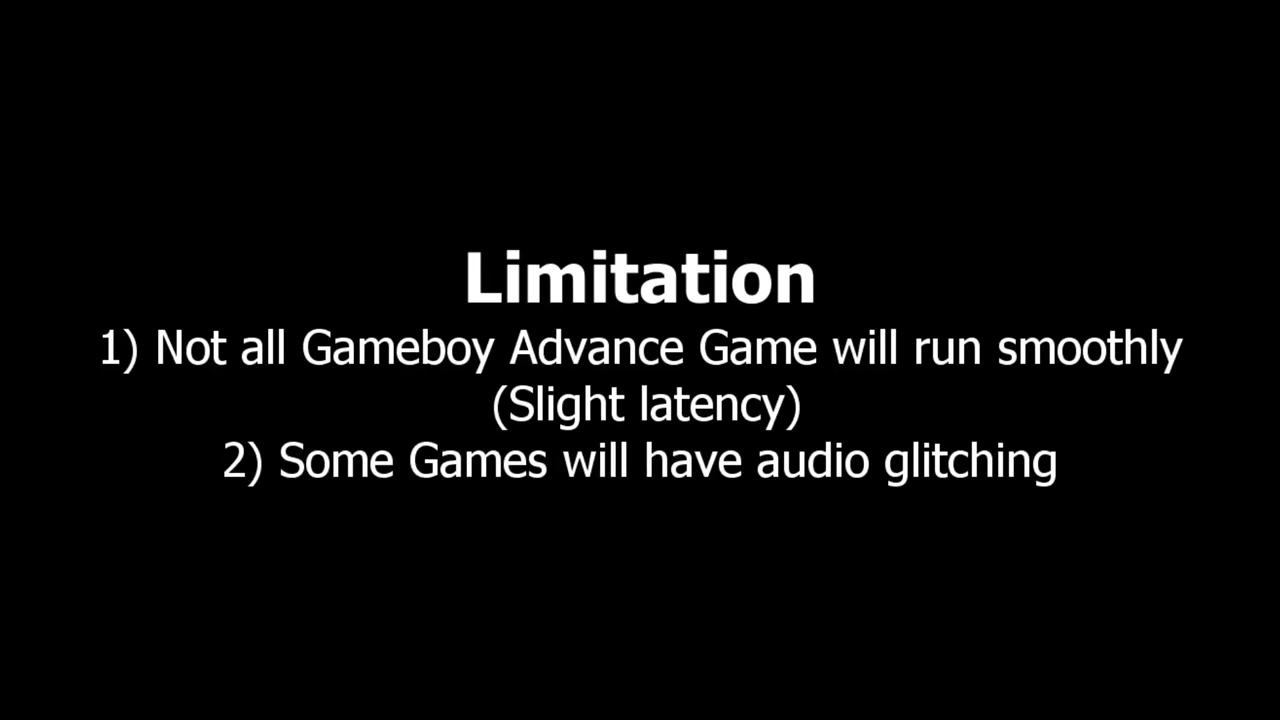 Limitation
1) Not all Gameboy Advance Game will run smoothly
(Slight latency)
2) Some Games will have audio glitching